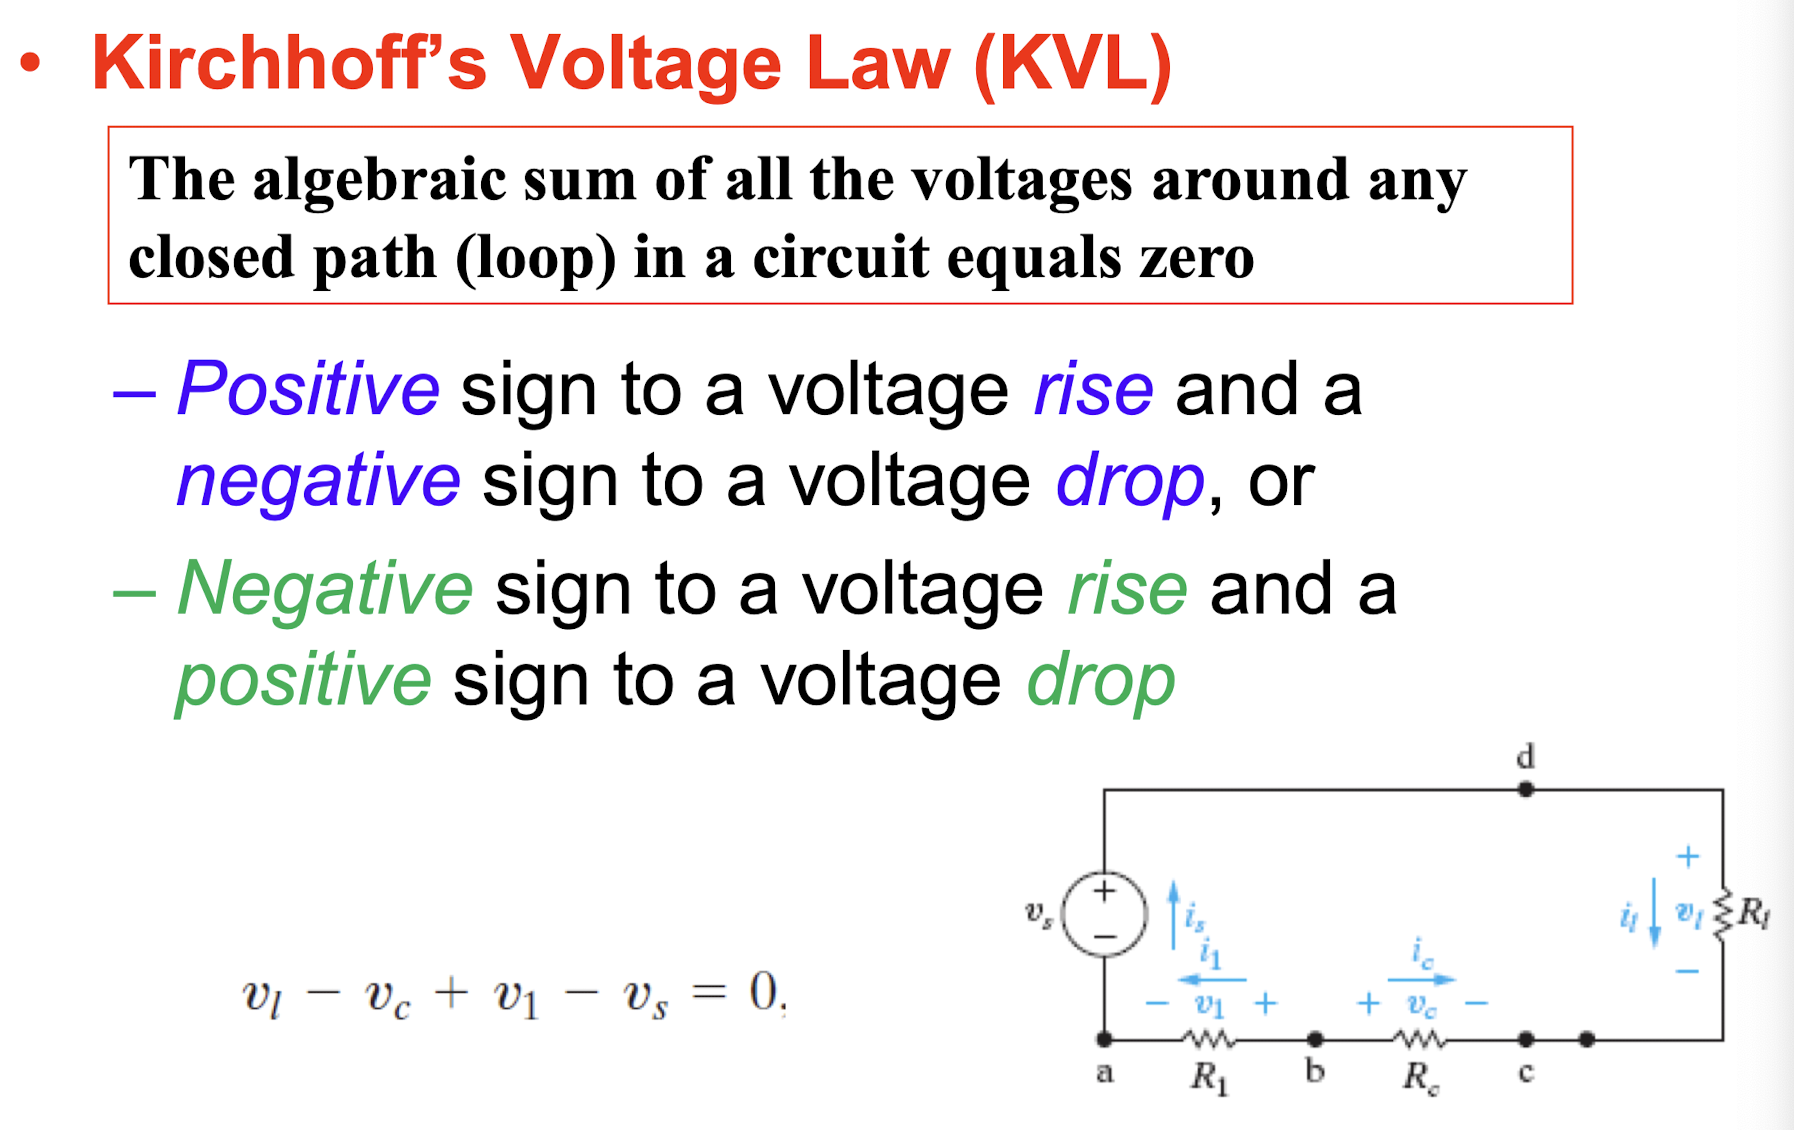 • Kirchhoff's Voltage Law (KVL)
The algebraic sum of all the voltages around any
closed path (loop) in a circuit equals zero
– Positive sign to a voltage rise and a
negative sign to a voltage drop, or
– Negative sign to a voltage rise and a
positive sign to a voltage drop
d
+
+
v_s
i_s
i_l
v_l
R_l
–
i_1
i_c
–
v_l − v_c + v_1 − v_s = 0.
– v_1 +
+ v_c –
a
R_1
b
R_c
c